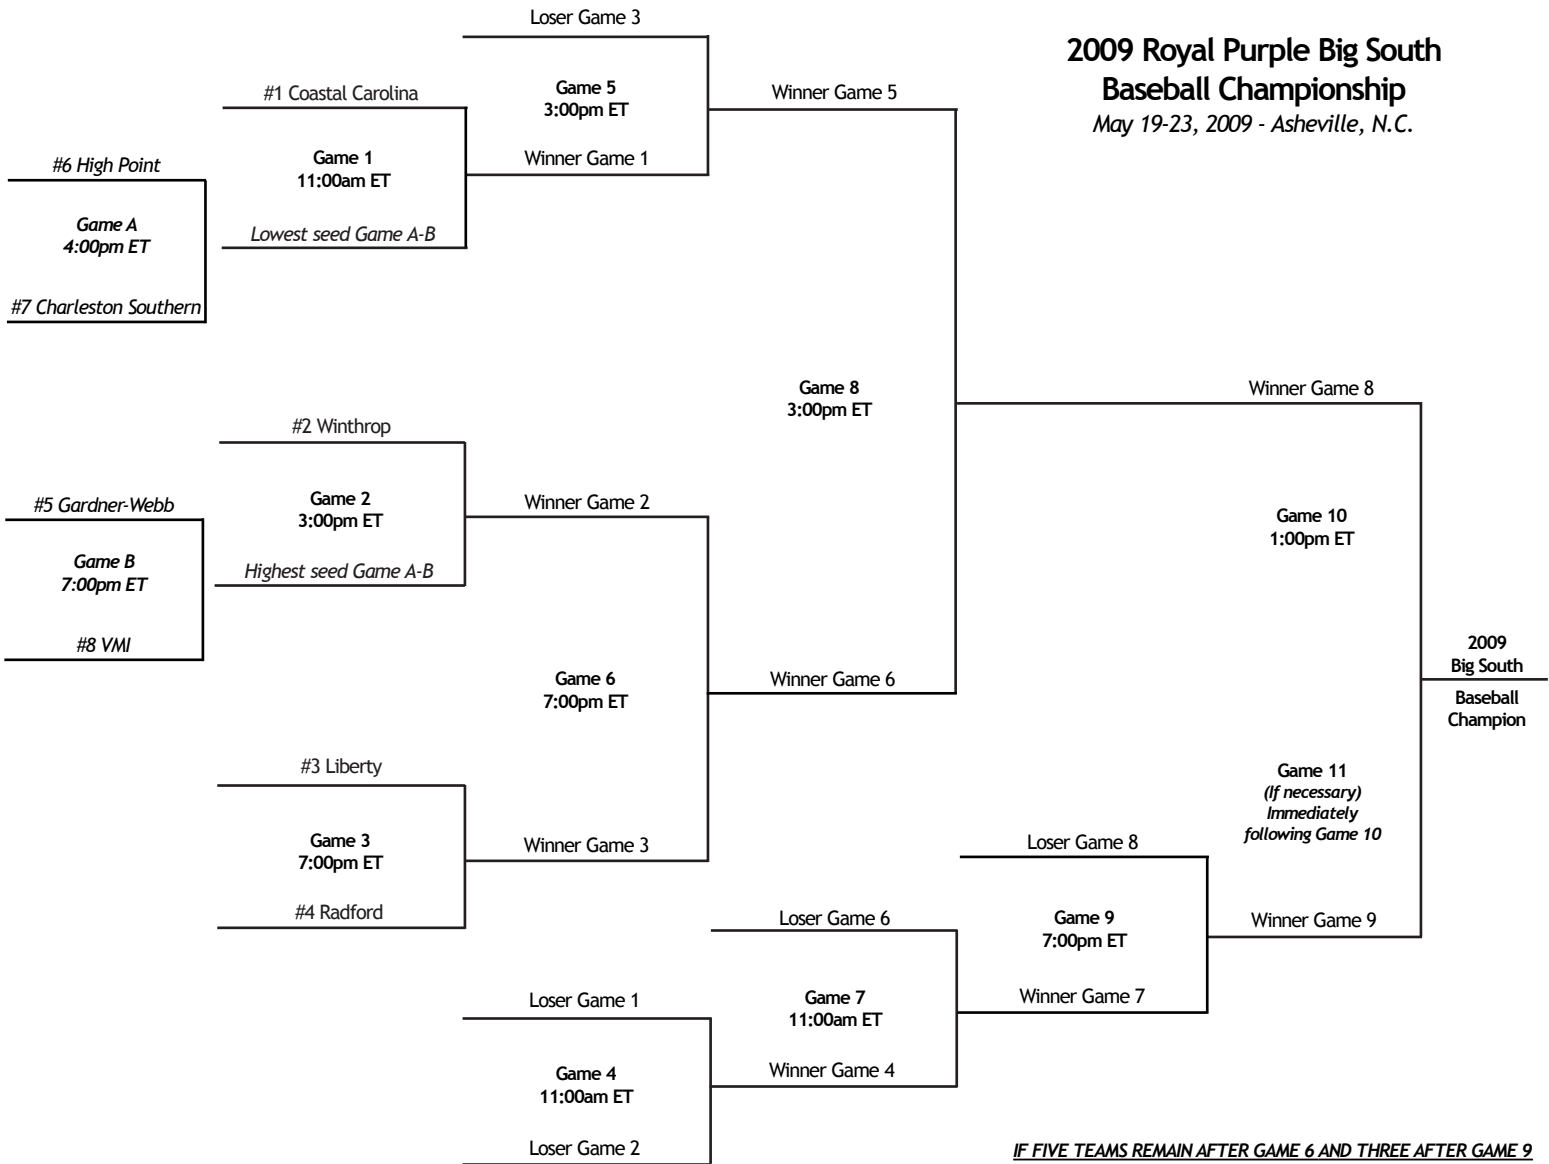 2009 Royal Purple Big South
Baseball Championship
May 19-23, 2009 - Asheville, N.C.
#6 High Point
Game A
4:00pm ET
#7 Charleston Southern
#5 Gardner-Webb
Game B
7:00pm ET
#8 VMI
#1 Coastal Carolina
Game 1
11:00am ET
Lowest seed Game A-B
#2 Winthrop
Game 2
3:00pm ET
Highest seed Game A-B
#3 Liberty
Game 3
7:00pm ET
#4 Radford
Loser Game 3
Game 5
3:00pm ET
Winner Game 1
Winner Game 2
Game 6
7:00pm ET
Winner Game 3
Loser Game 1
Game 4
11:00am ET
Loser Game 2
Winner Game 5
Game 8
3:00pm ET
Winner Game 6
Loser Game 6
Game 7
11:00am ET
Winner Game 4
Loser Game 8
Game 9
7:00pm ET
Winner Game 7
Winner Game 8
Game 10
1:00pm ET
Game 11
(If necessary)
Immediately
following Game 10
Winner Game 9
2009
Big South
Baseball
Champion
IF FIVE TEAMS REMAIN AFTER GAME 6 AND THREE AFTER GAME 9